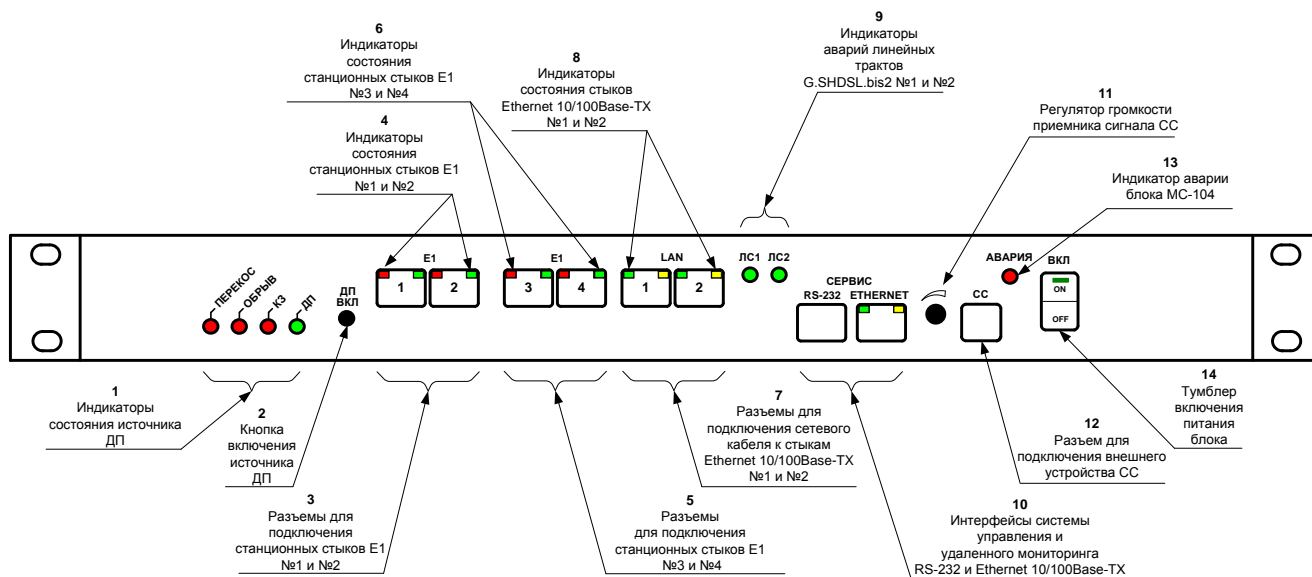 6
Индикаторы
состояния
станционных стыков Е1
№3 и №4
4
Индикаторы
состояния
станционных стыков Е1
№1 и №2
8
Индикаторы
состояния стыков
Ethernet 10/100Base-TX
№1 и №2
9
Индикаторы
аварий линейных
трактов
G.SHDSL.bis2 №1 и №2
11
Регулятор громкости
приемника сигнала СС
13
Индикатор аварии
блока МС-104
ПЕРЕКОС
ОБРЫВ
КЗ
ДП
ДП
ВКЛ
E1
1
2
E1
3
4
LAN
1
2
ЛС1
ЛС2
СЕРВИС
RS-232
ETHERNET
СС
АВАРИЯ
ВКЛ
ON
OFF
1
Индикаторы
состояния источника
ДП
2
Кнопка
включения
источника
ДП
3
Разъемы для
подключения
станционных стыков Е1
№1 и №2
5
Разъемы
для подключения
станционных стыков Е1
№3 и №4
7
Разъемы для
подключения сетевого
кабеля к стыкам
Ethernet 10/100Base-TX
№1 и №2
10
Интерфейсы системы
управления и
удаленного мониторинга
RS-232 и Ethernet 10/100Base-TX
12
Разъем для
подключения внешнего
устройства СС
14
Тумблер
включения
питания
блока